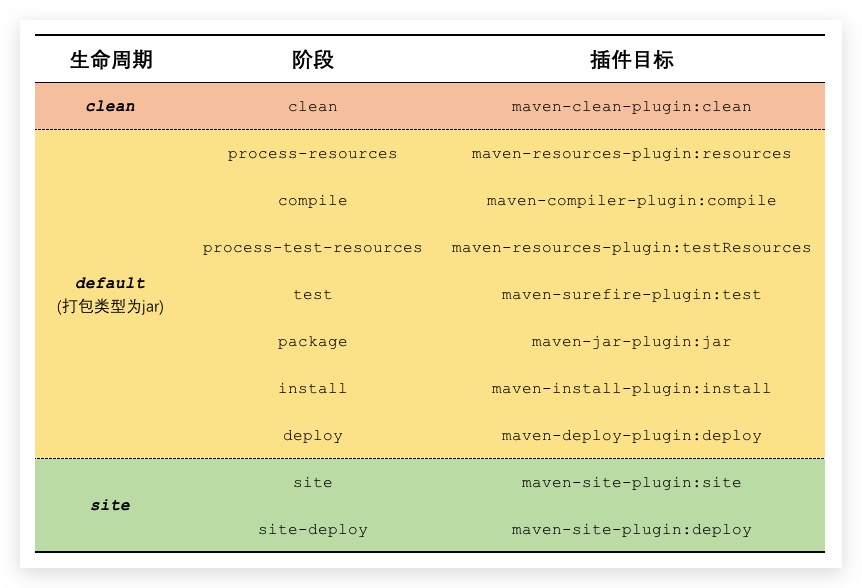 生命周期 阶段 插件目标
clean clean maven-clean-plugin:clean
process-resources maven-resources-plugin:resources
compile maven-compiler-plugin:compile
process-test-resources maven-resources-plugin:testResources
default
(打包类型为jar)
test maven-surefire-plugin:test
package maven-jar-plugin:jar
install maven-install-plugin:install
deploy maven-deploy-plugin:deploy
site
site maven-site-plugin:site
site-deploy maven-site-plugin:deploy